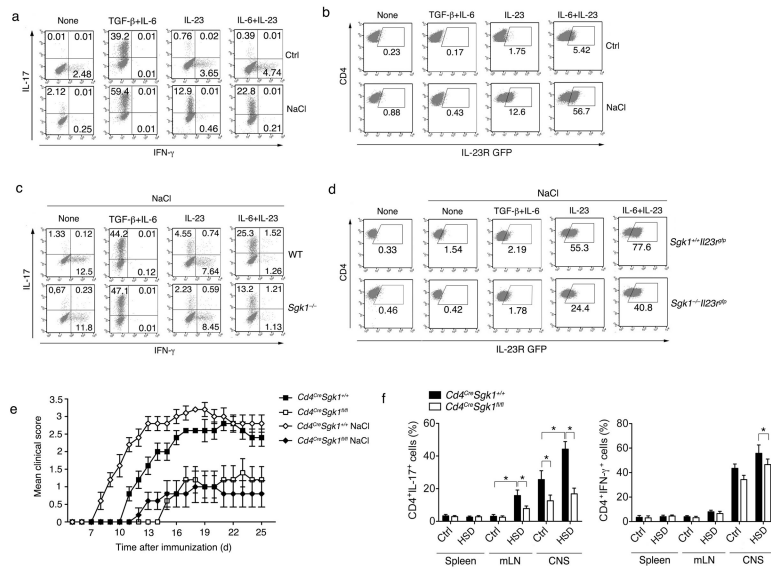 a
None TGF-β+IL-6 IL-23 IL-6+IL-23
0.01 0.01 39.2 0.01 0.76 0.02 0.39 0.01
Ctrl
2.48 0.01 3.65 4.74
2.12 0.01 59.4 0.01 12.9 0.01 22.8 0.01
NaCl
0.25 0.01 0.46 0.21
IL-17
IFN-γ
b
None TGF-β+IL-6 IL-23 IL-6+IL-23
0.23 0.17 1.75 5.42
Ctrl
0.88 0.43 12.6 56.7
NaCl
CD4
IL-23R GFP
c
NaCl
None TGF-β+IL-6 IL-23 IL-6+IL-23
1.33 0.12 44.2 0.01 4.55 0.74 25.3 1.52
WT
12.5 0.12 7.64 1.26
0,67 0.23 47.1 0.01 2.23 0.59 13.2 1.21
Sgk1–/–
11.8 0.01 8.45 1.13
IL-17
IFN-γ
d
NaCl
None None TGF-β+IL-6 IL-23 IL-6+IL-23
0.33 1.54 2.19 55.3 77.6
Sgk1+/+Il23rgfp
0.46 0.42 1.78 24.4 40.8
Sgk1–/–Il23rgfp
CD4
IL-23R GFP
e
Mean clinical score
3.5
3
2.5
2
1.5
1
0.5
0
7 9 11 13 15 17 19 21 23 25
Time after immunization (d)
Cd4CreSgk1+/+
Cd4CreSgk1fl/fl
Cd4CreSgk1+/+ NaCl
Cd4CreSgk1fl/fl NaCl
f
Cd4CreSgk1+/+
Cd4CreSgk1fl/fl
CD4+IL-17+ cells (%)
80
60
40
20
0
* * * * *
Ctrl HSD Ctrl HSD Ctrl HSD
Spleen mLN CNS
CD4+IFN-γ+ cells (%)
80
60
40
20
0
*
Ctrl HSD Ctrl HSD Ctrl HSD
Spleen mLN CNS